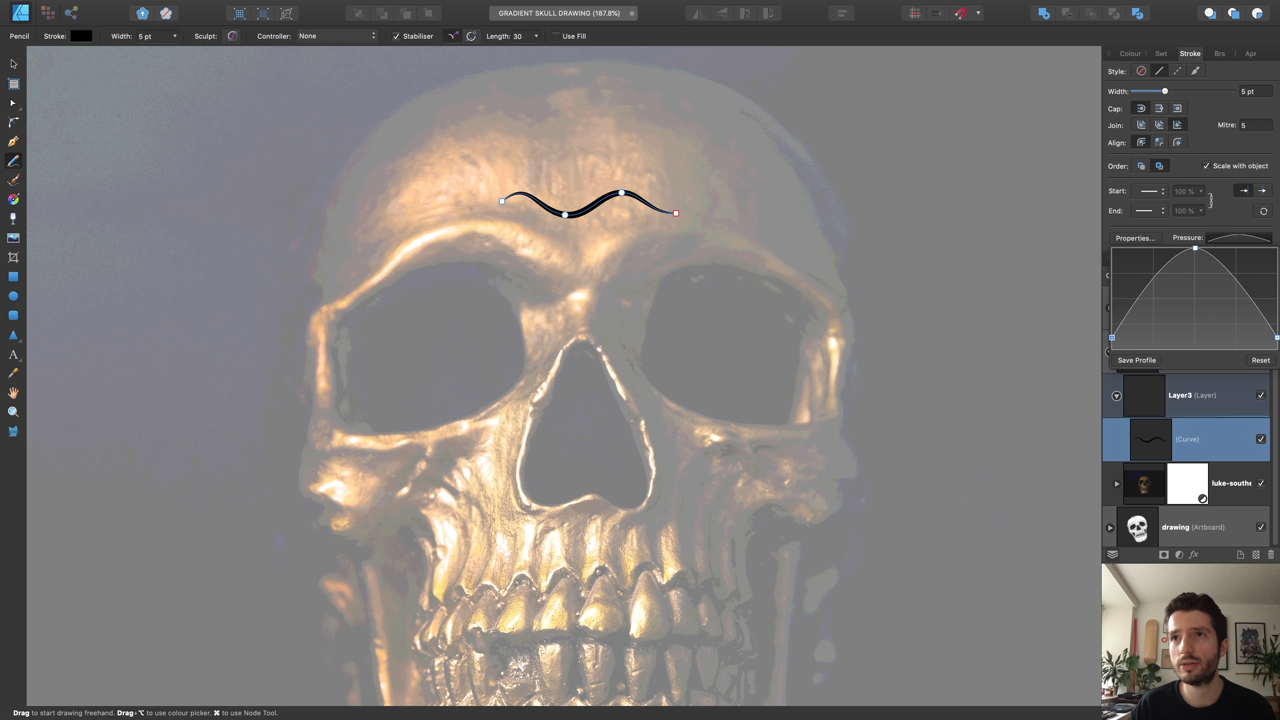 GRADIENT SKULL DRAWING (187.8%)
Pencil Stroke: Width: 5 pt Sculpt: Controller: None Stabiliser Length: 30 Use Fill
Colour Swt Stroke Brs Apr
Style:
Width: 5 pt
Cap:
Join: Mitre: 5
Align:
Order: Scale with object
Start: 100 %
End: 100 %
Properties... Pressure:
Save Profile Reset
Layer3 (Layer)
(Curve)
luke-southe
drawing (Artboard)
Drag to start drawing freehand. Drag+⌥ to use colour picker. ⌘ to use Node Tool.